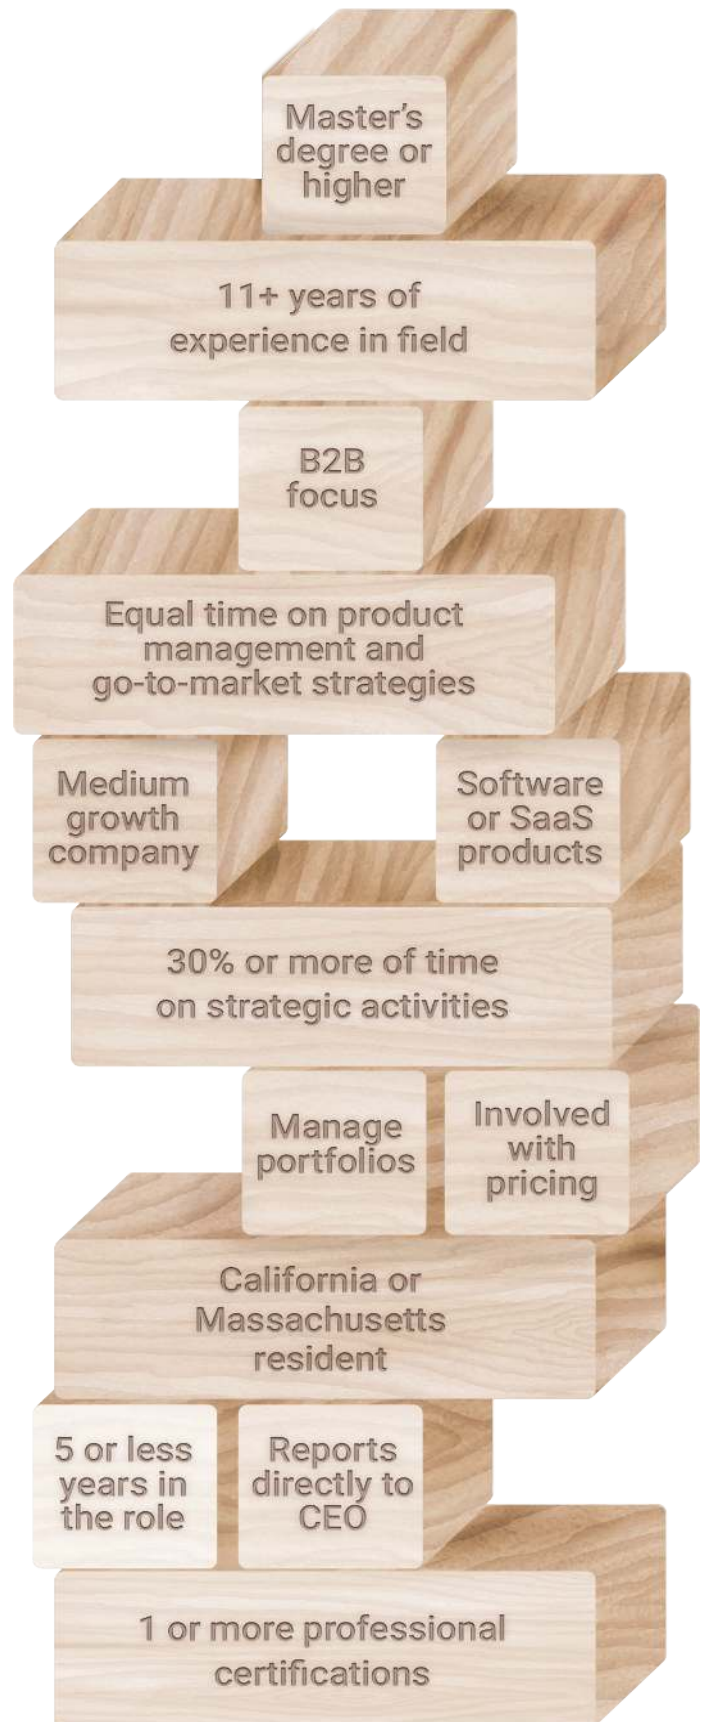 Master's
degree or
higher
11+ years of
experience in field
B2B
focus
Equal time on product
management and
go-to-market strategies
Medium
growth
company
Software
or SaaS
products
30% or more of time
on strategic activities
Manage
portfolios
Involved
with
pricing
California or
Massachusetts
resident
5 or less
years in
the role
Reports
directly to
CEO
1 or more professional
certifications